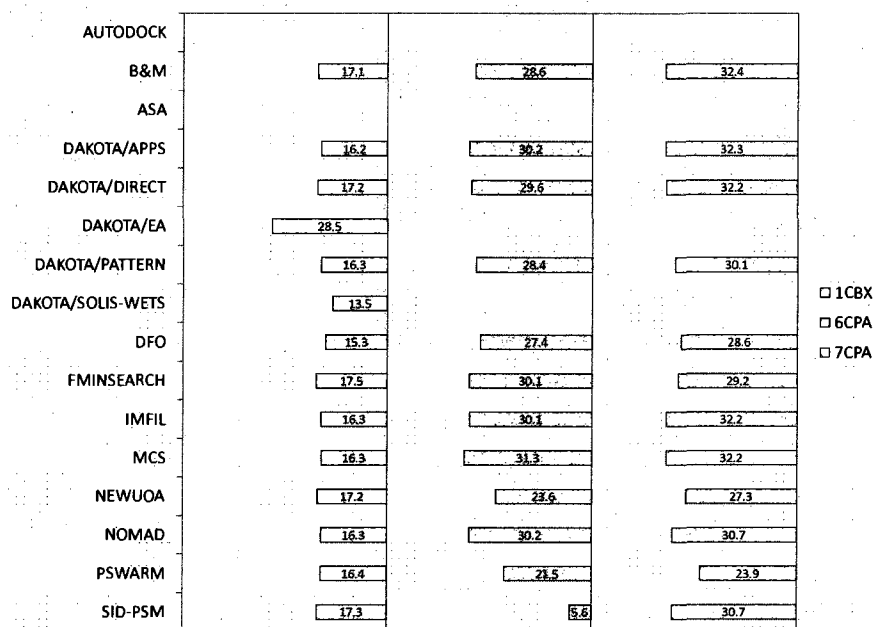 AUTODOCK
B&M 17.1 28.6 32.4
ASA
DAKOTA/APPS 16.2 30.2 32.3
DAKOTA/DIRECT 17.2 29.6 32.2
DAKOTA/EA 28.5
DAKOTA/PATTERN 16.3 28.4 30.1
DAKOTA/SOLIS-WETS 13.5
DFO 15.3 27.4 28.6
FMINSEARCH 17.5 30.1 29.2
IMFIL 16.3 30.1 32.2
MCS 16.3 31.3 32.2
NEWUOA 17.2 23.6 27.3
NOMAD 16.3 30.2 30.7
PSWARM 16.4 21.5 23.9
SID-PSM 17.3 5.6 30.7
1CBX
6CPA
7CPA